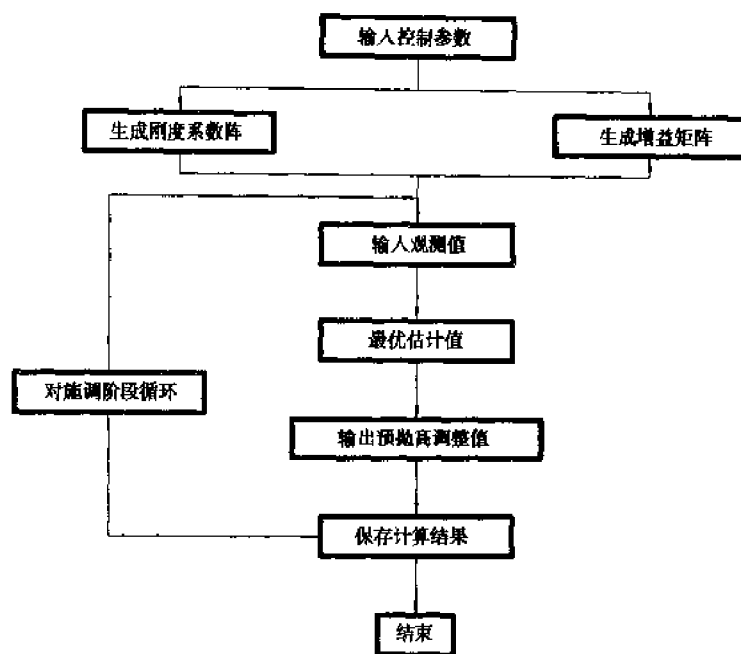 输入控制参数
生成刚度系数阵
生成增益矩阵
输入观测值
最优估计值
对施调阶段循环
输出预抛高调整值
保存计算结果
结束